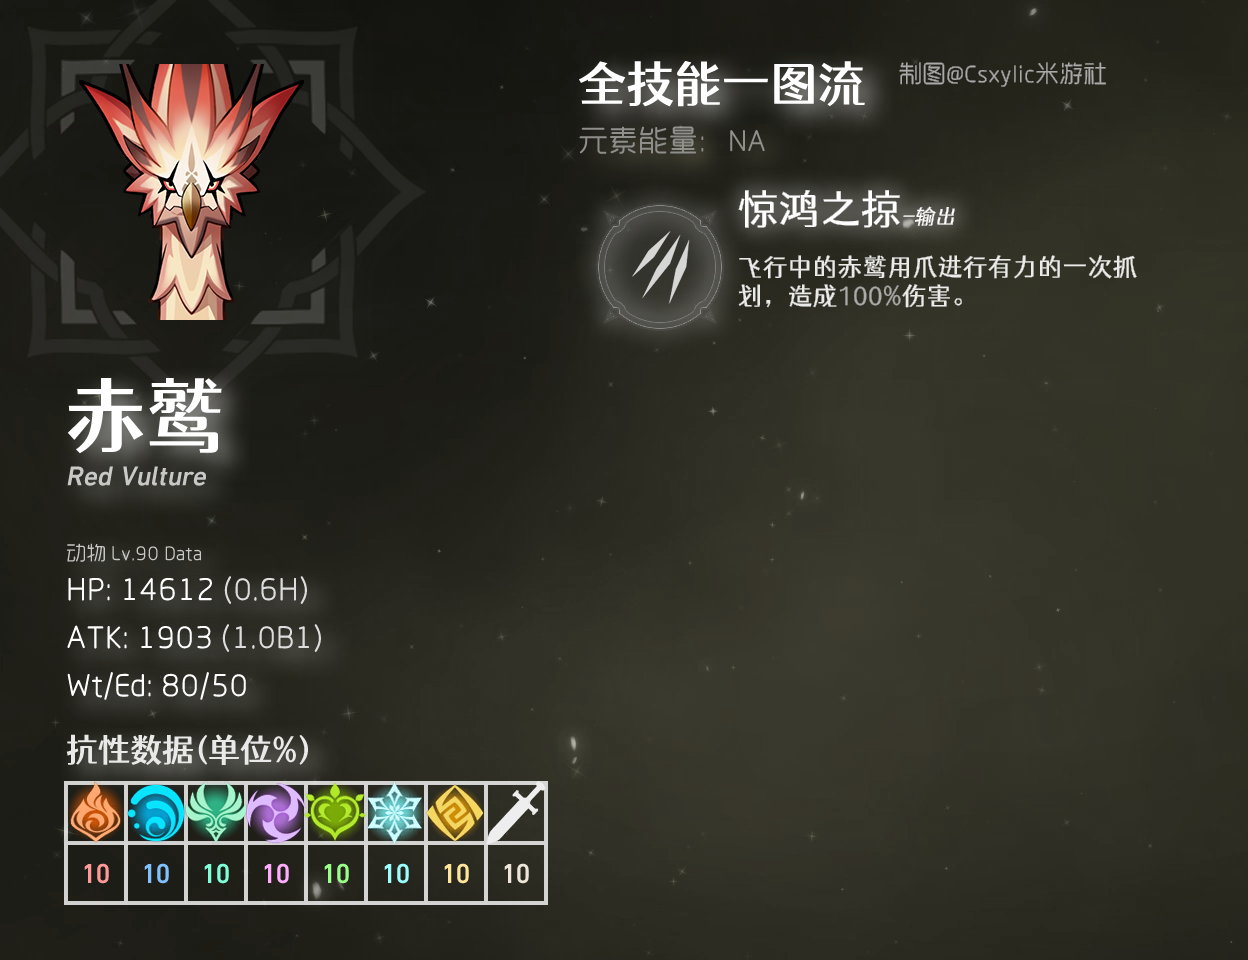 全技能一图流 制图@Csxylic米游社
元素能量： NA
惊鸿之掠-输出
飞行中的赤鹫用爪进行有力的一次抓
划，造成100%伤害。
赤鹫
Red Vulture
动物 Lv.90 Data
HP: 14612 (0.6H)
ATK: 1903 (1.0B1)
Wt/Ed: 80/50
抗性数据(单位%)
10 10 10 10 10 10 10 10